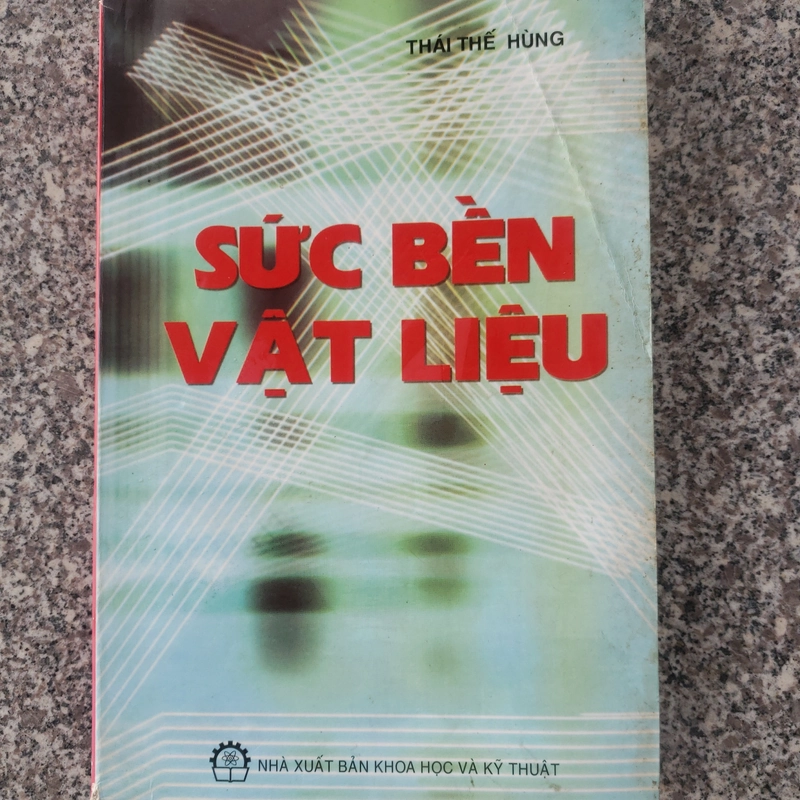 THÁI THẾ HÙNG
SỨC BỀN
VẬT LIỆU
NHÀ XUẤT BẢN KHOA HỌC VÀ KỸ THUẬT